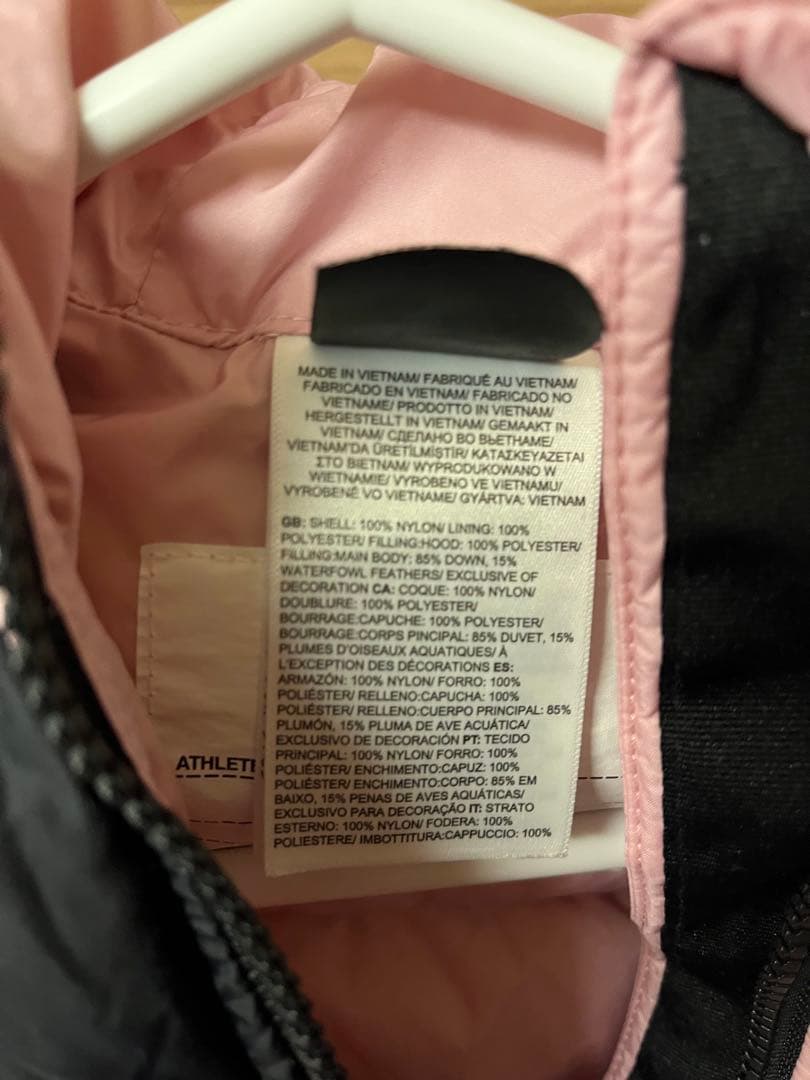 MADE IN VIETNAM/ FABRIQUÉ AU VIETNAM/
FABRICADO EN VIETNAM/ FABRICADO NO
VIETNAME/ PRODOTTO IN VIETNAM/
HERGESTELLT IN VIETNAM/ GEMAAKT IN
VIETNAM/ СДЕЛАНО ВО ВЬЕТНАМЕ/
VIETNAM'DA ÜRETİLMİŞTİR/ ΚΑΤΑΣΚΕΥΑΖΕΤΑΙ
ΣΤΟ ΒΙΕΤΝΑΜ/ WYPRODUKOWANO W
WIETNAMIE/ VYROBENO VE VIETNAMU/
VYROBENÉ VO VIETNAME/ GYÁRTVA: VIETNAM
GB: SHELL: 100% NYLON/ LINING: 100%
POLYESTER/ FILLING:HOOD: 100% POLYESTER/
FILLING:MAIN BODY: 85% DOWN, 15%
WATERFOWL FEATHERS/ EXCLUSIVE OF
DECORATION CA: COQUE: 100% NYLON/
DOUBLURE: 100% POLYESTER/
BOURRAGE:CAPUCHE: 100% POLYESTER/
BOURRAGE:CORPS PINCIPAL: 85% DUVET, 15%
PLUMES D'OISEAUX AQUATIQUES/ À
L'EXCEPTION DES DÉCORATIONS ES:
ARMAZÓN: 100% NYLON/ FORRO: 100%
POLIÉSTER/ RELLENO:CAPUCHA: 100%
POLIÉSTER/ RELLENO:CUERPO PRINCIPAL: 85%
PLUMÓN, 15% PLUMA DE AVE ACUÁTICA/
EXCLUSIVO DE DECORACIÓN PT: TECIDO
PRINCIPAL: 100% NYLON/ FORRO: 100%
POLIÉSTER/ ENCHIMENTO:CAPUZ: 100%
POLIÉSTER/ ENCHIMENTO:CORPO: 85% EM
BAIXO, 15% PENAS DE AVES AQUÁTICAS/
EXCLUSIVO PARA DECORAÇÃO IT: STRATO
ESTERNO: 100% NYLON/ FODERA: 100%
POLIESTERE/ IMBOTTITURA:CAPPUCCIO: 100%